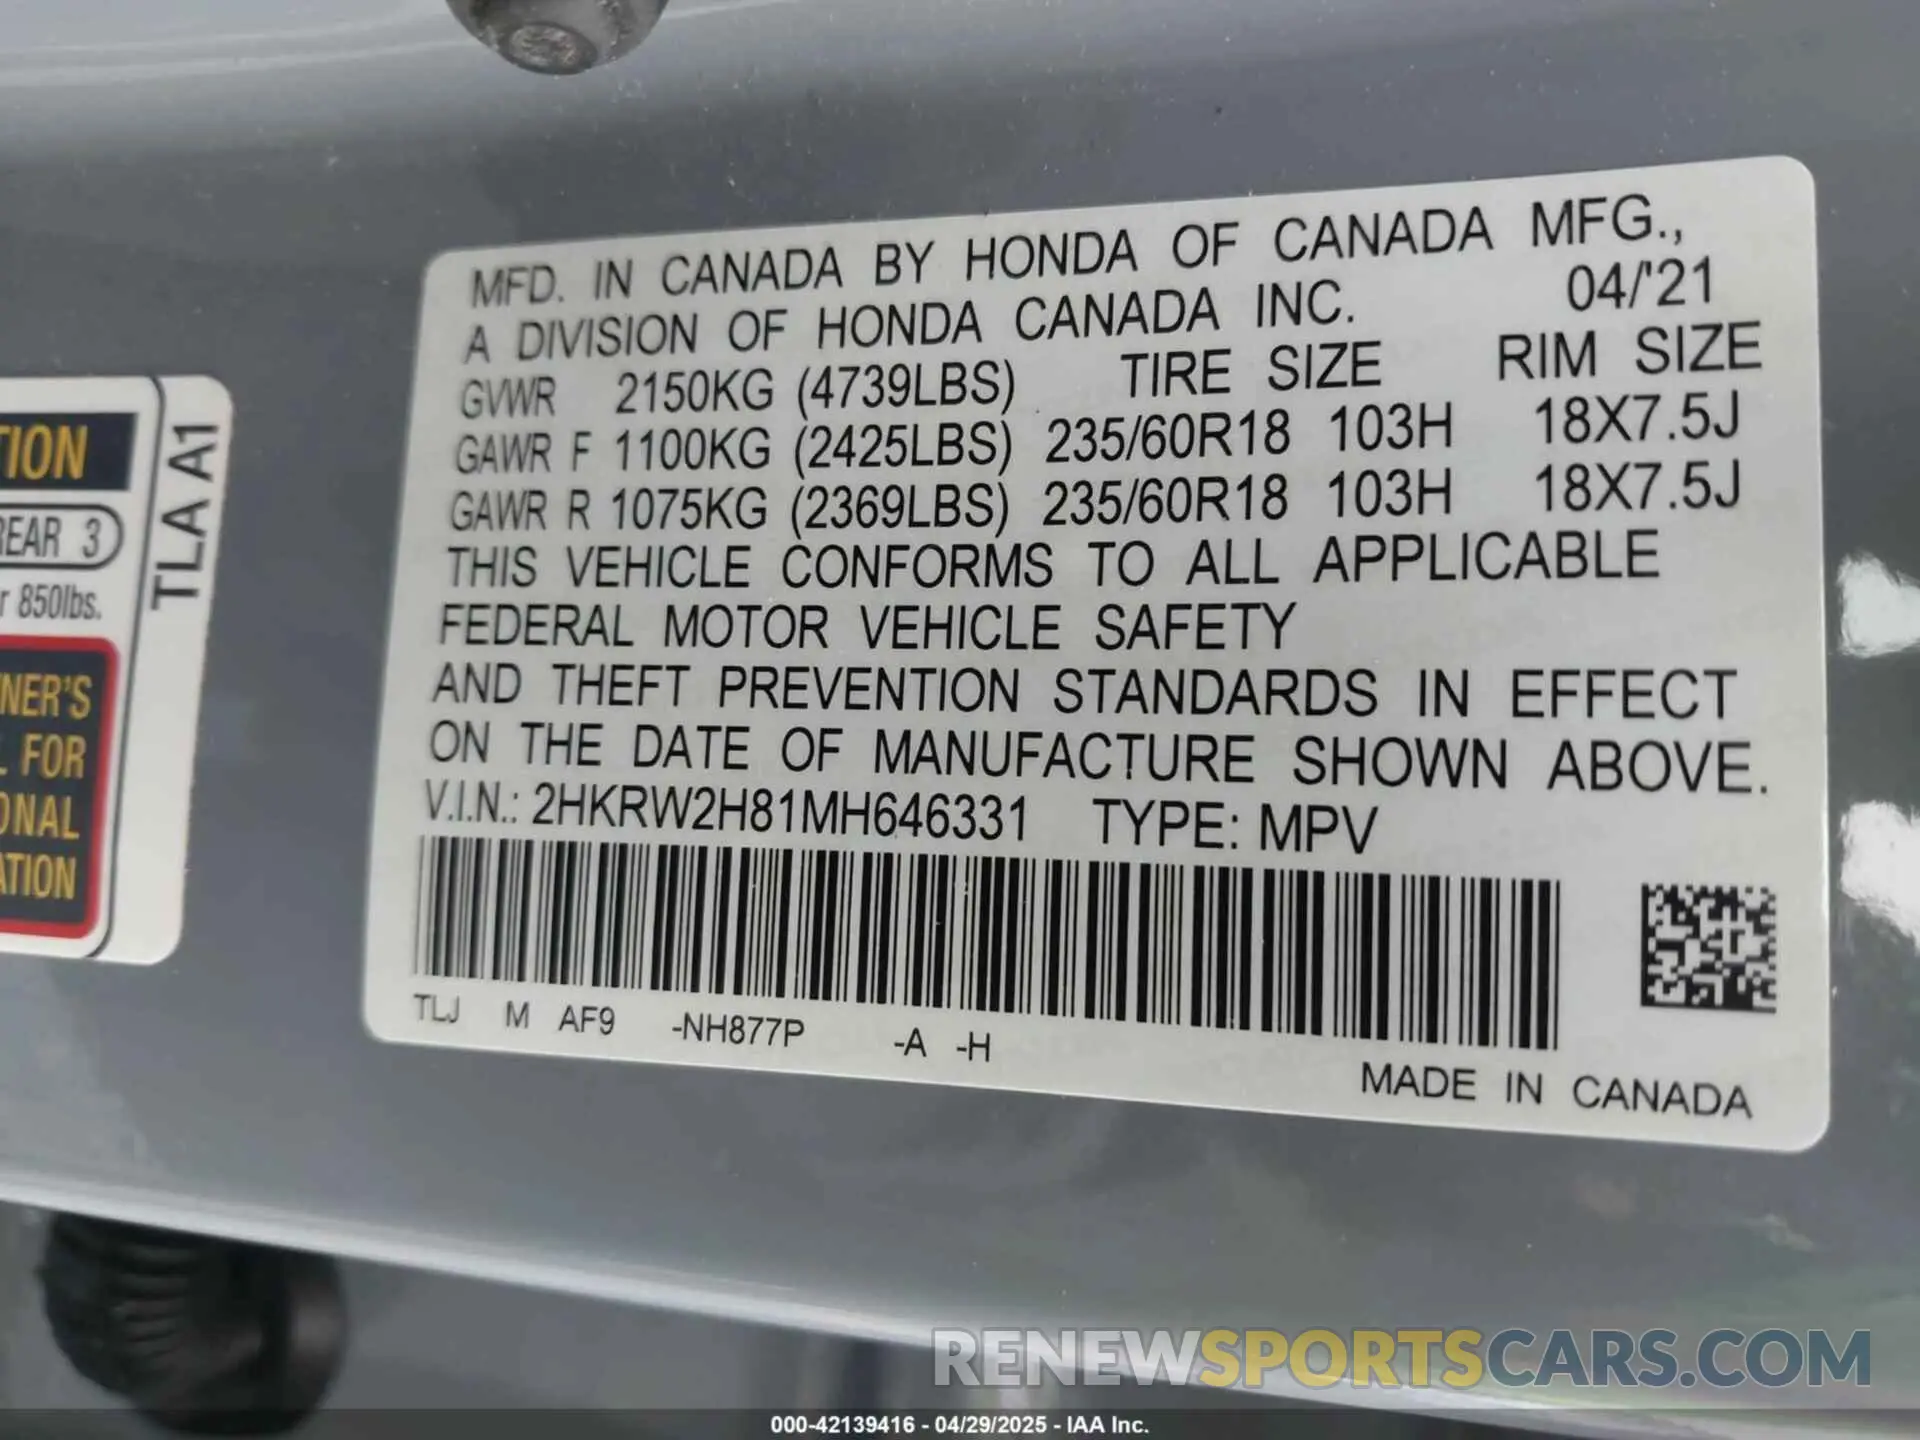 MFD. IN CANADA BY HONDA OF CANADA MFG.,
A DIVISION OF HONDA CANADA INC. 04/'21
GVWR 2150KG (4739LBS) TIRE SIZE RIM SIZE
GAWR F 1100KG (2425LBS) 235/60R18 103H 18X7.5J
GAWR R 1075KG (2369LBS) 235/60R18 103H 18X7.5J
THIS VEHICLE CONFORMS TO ALL APPLICABLE
FEDERAL MOTOR VEHICLE SAFETY
AND THEFT PREVENTION STANDARDS IN EFFECT
ON THE DATE OF MANUFACTURE SHOWN ABOVE.
V.I.N.: 2HKRW2H81MH646331 TYPE: MPV
TLJ M AF9 -NH877P -A -H
MADE IN CANADA
TION
REAR 3
r 850lbs.
NER'S
L FOR
ONAL
ATION
TLA A1
RENEWSPORTSCARS.COM
000-42139416 - 04/29/2025 - IAA Inc.